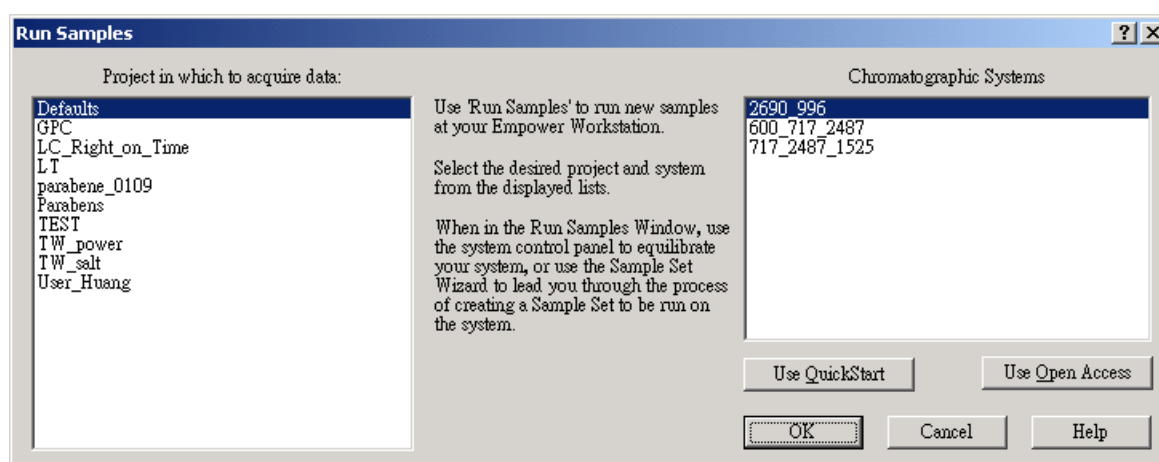 Run Samples
Project in which to acquire data:
Defaults
GPC
LC_Right_on_Time
LT
parabene_0109
Parabens
TEST
TW_power
TW_salt
User_Huang
Use 'Run Samples' to run new samples
at your Empower Workstation.
Select the desired project and system
from the displayed lists.
When in the Run Samples Window, use
the system control panel to equilibrate
your system, or use the Sample Set
Wizard to lead you through the process
of creating a Sample Set to be run on
the system.
Chromatographic Systems
2690_996
600_717_2487
717_2487_1525
Use QuickStart
Use Open Access
OK
Cancel
Help